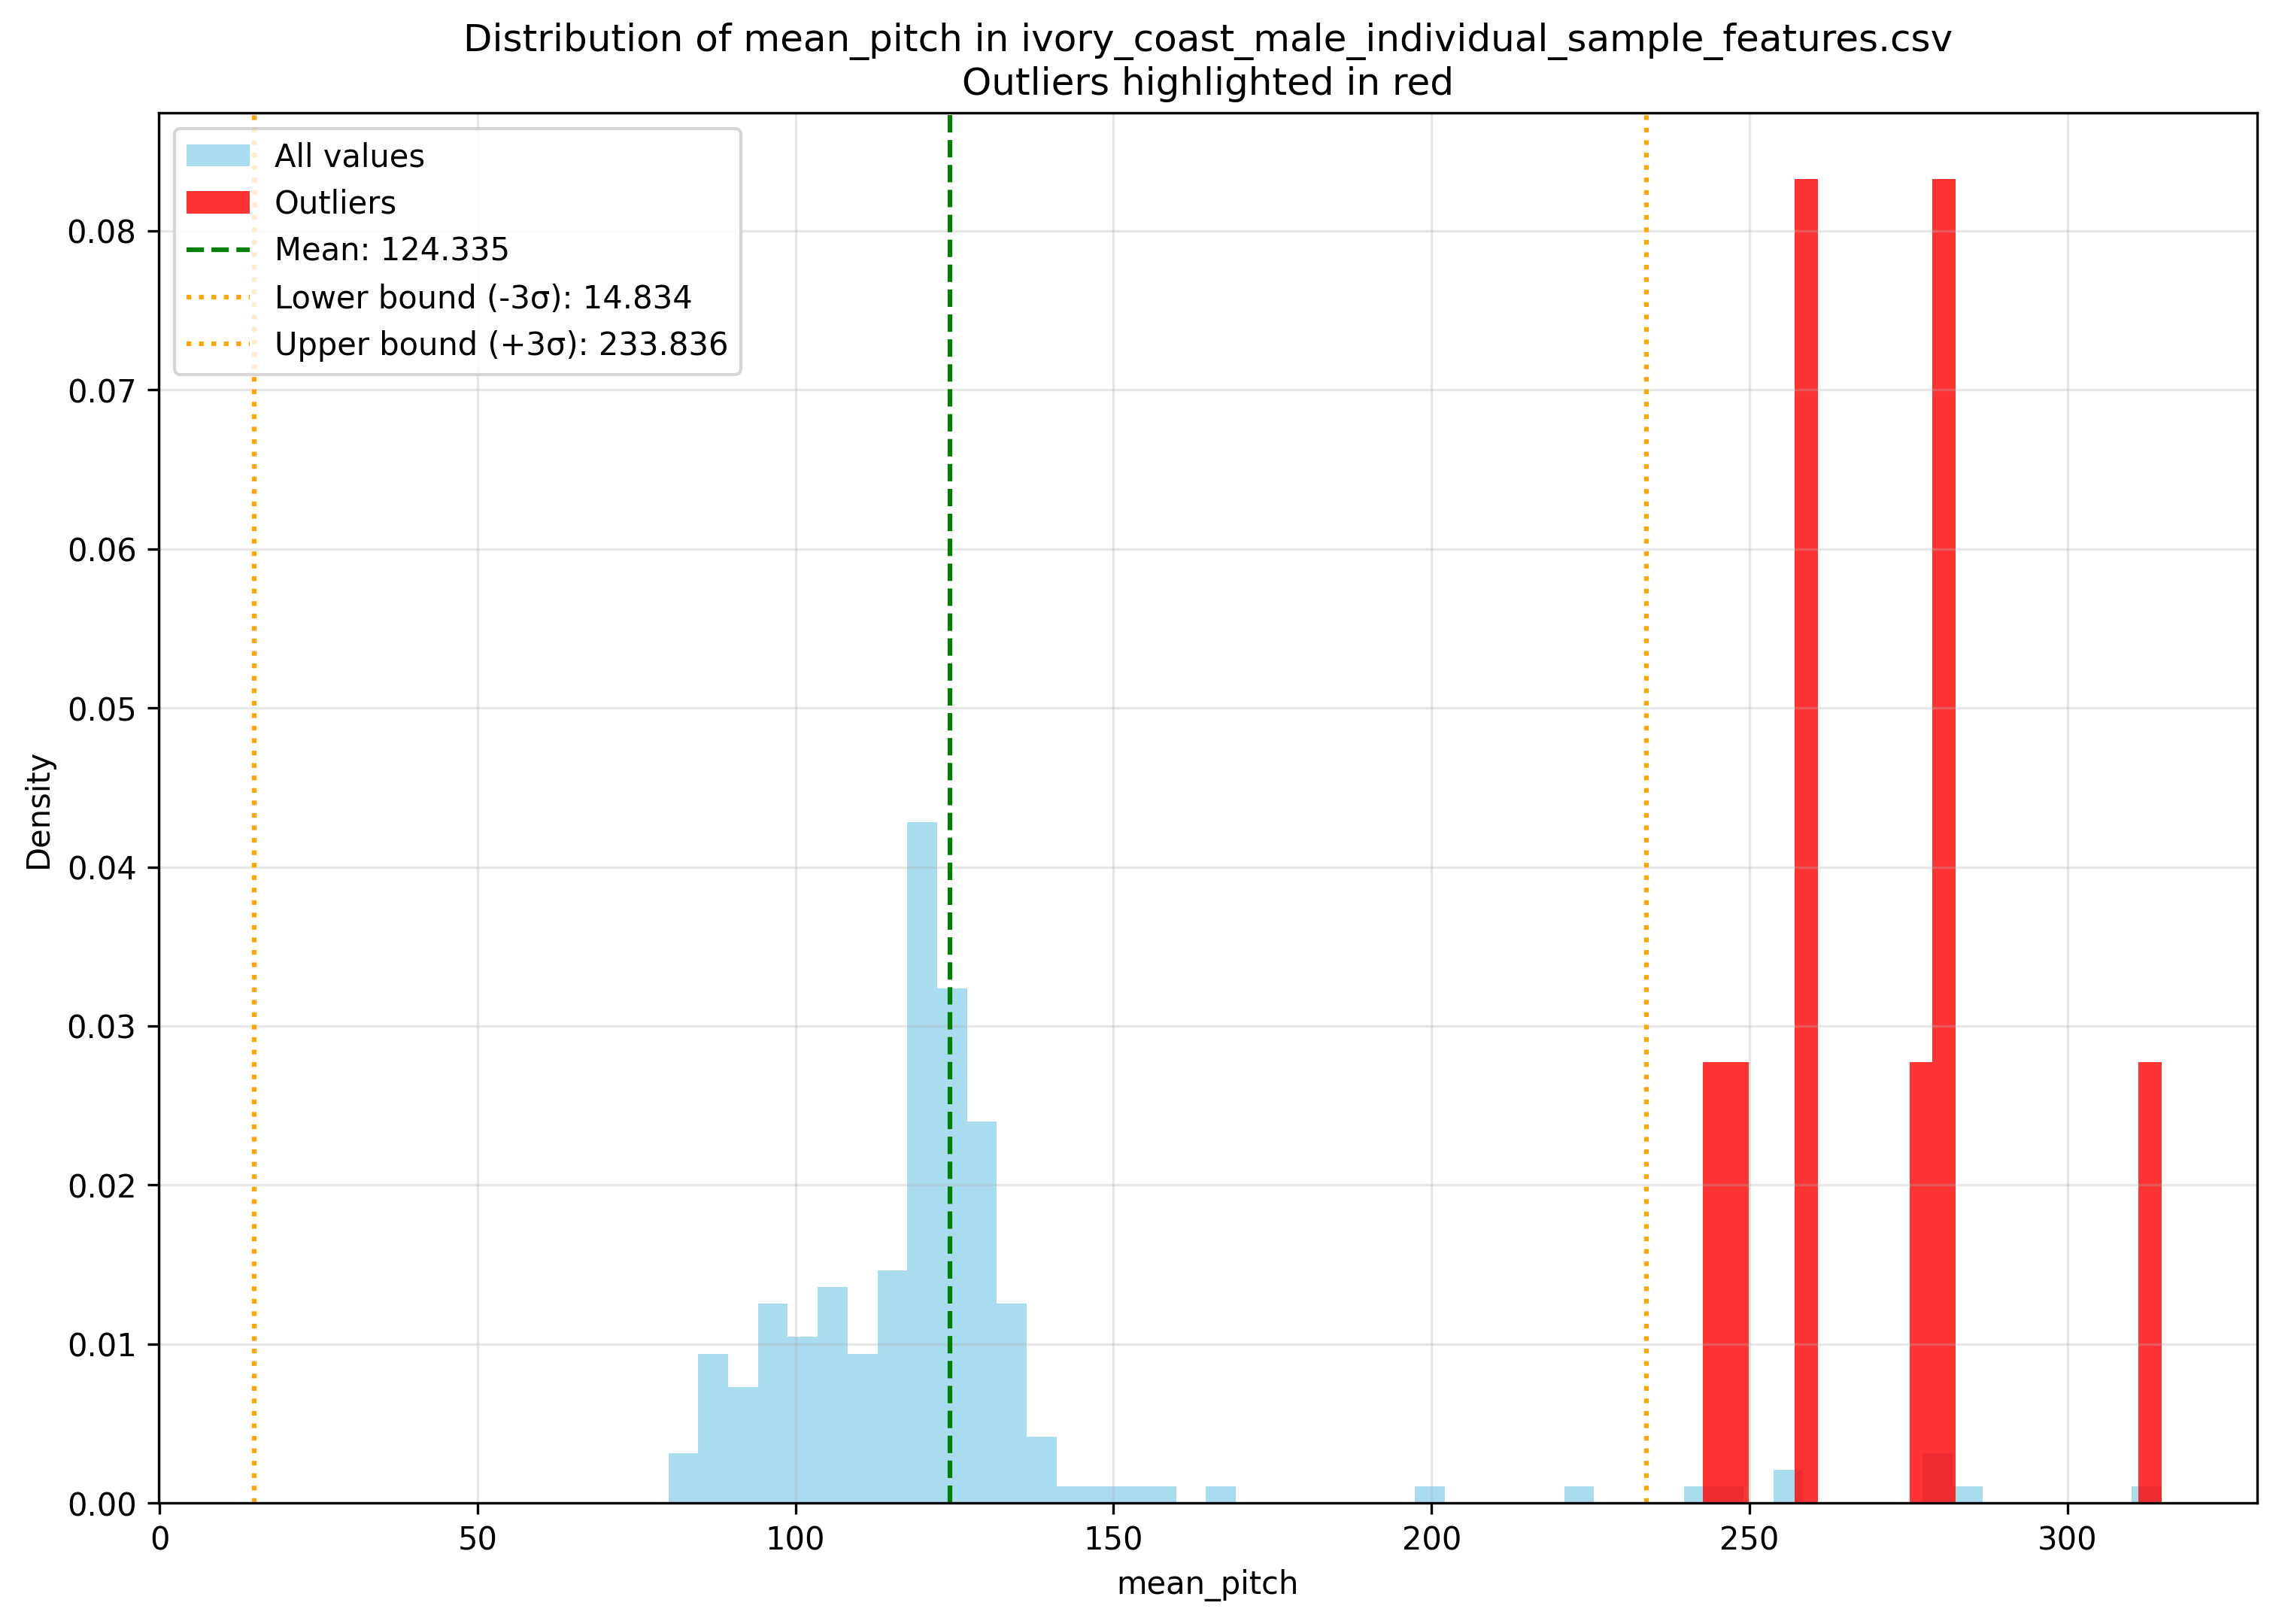 Distribution of mean_pitch in ivory_coast_male_individual_sample_features.csv
Outliers highlighted in red
All values
Outliers
Mean: 124.335
Lower bound (-3σ): 14.834
Upper bound (+3σ): 233.836
0.08
0.07
0.06
0.05
0.04
0.03
0.02
0.01
0.00
Density
0 50 100 150 200 250 300
mean_pitch